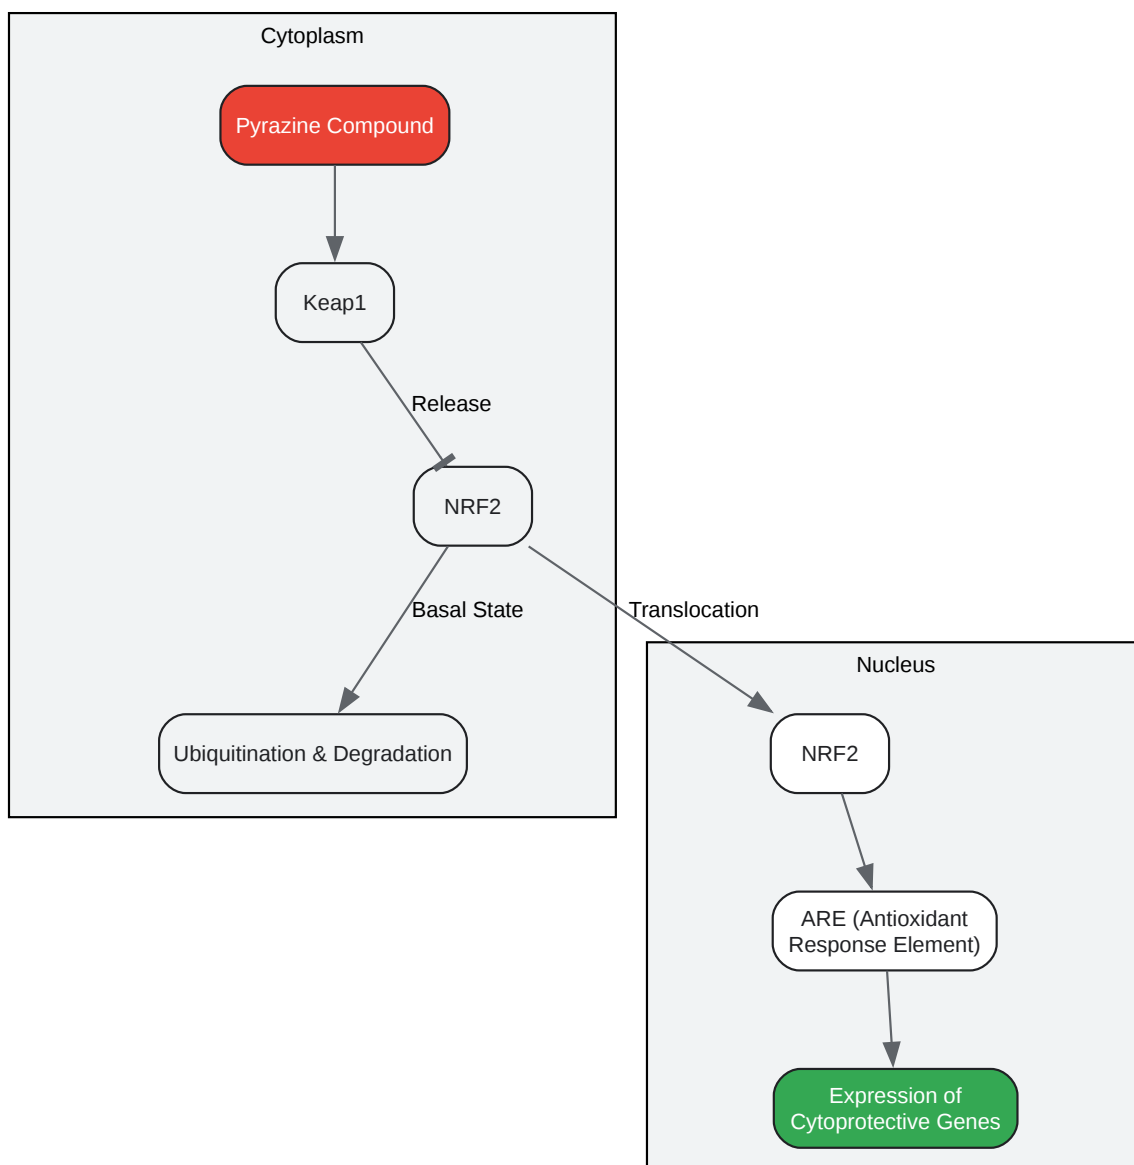 Cytoplasm
Pyrazine Compound
Keap1
Release
NRF2
Basal State
Translocation
Ubiquitination & Degradation
Nucleus
NRF2
ARE (Antioxidant
Response Element)
Expression of
Cytoprotective Genes